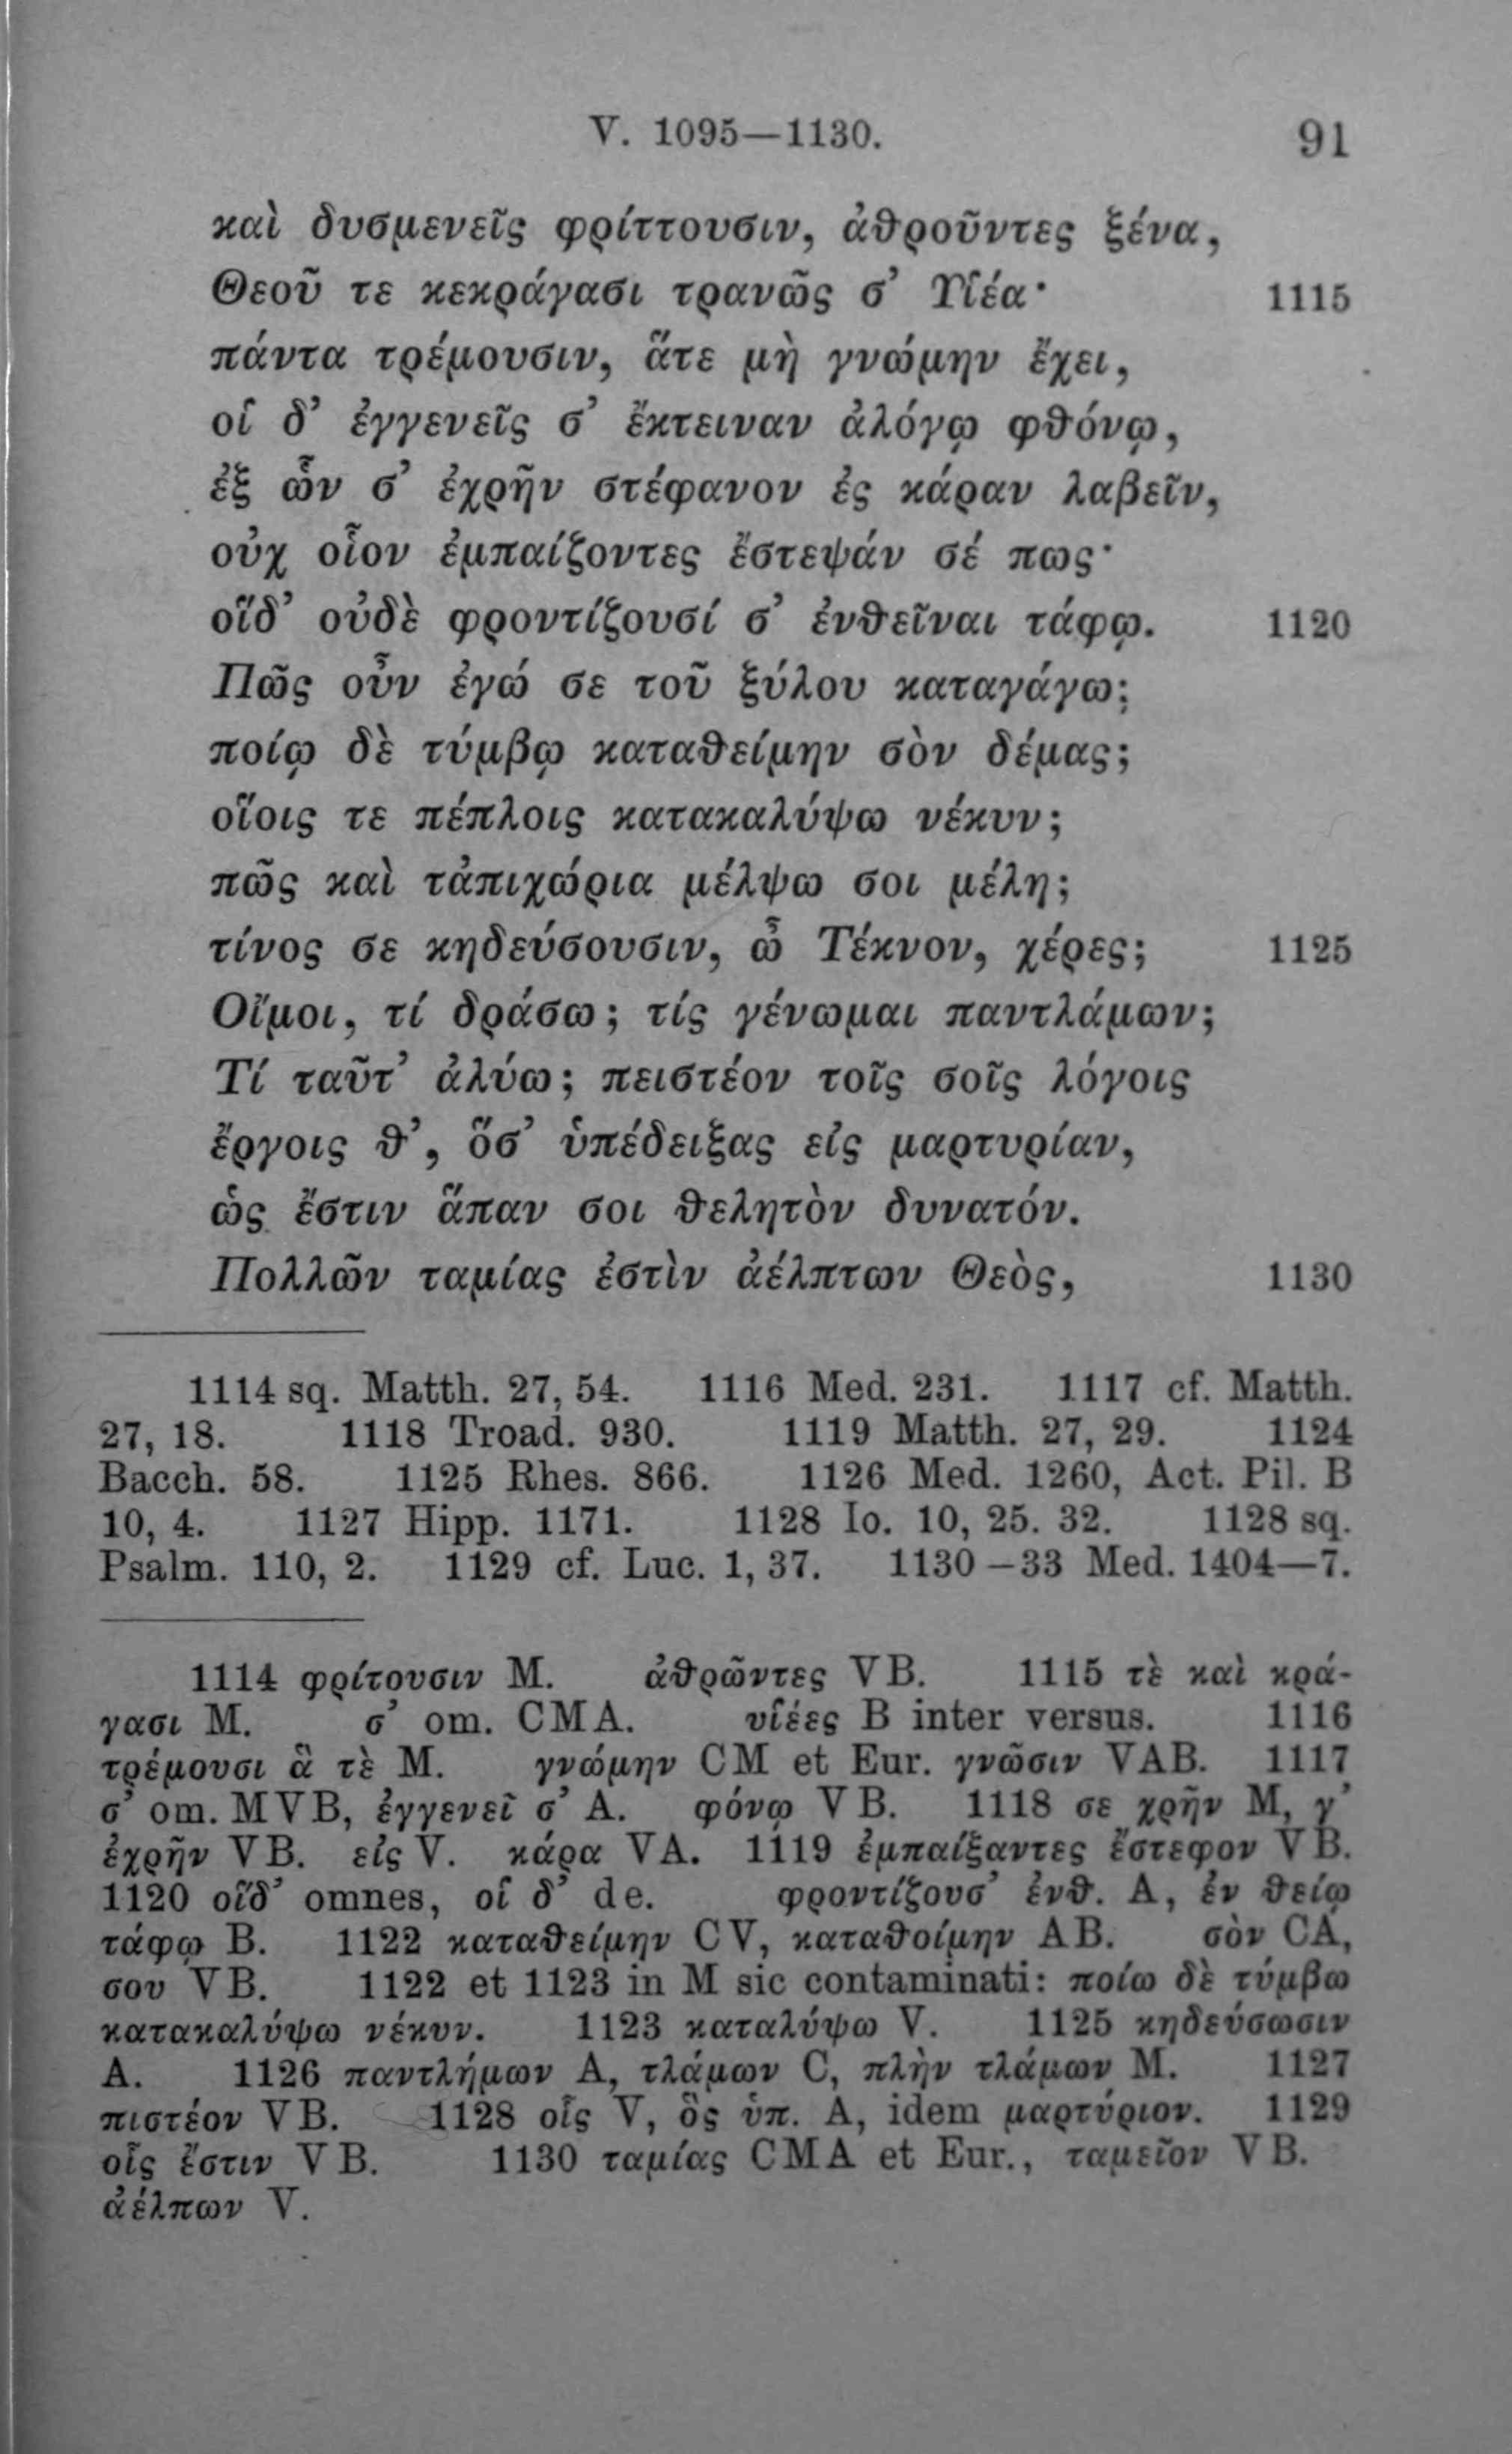 V. 1095—1130. 91
καὶ δυσμενεῖς φρίττουσιν, ἀθροῦντες ξένα,
Θεοῦ τε κεκράγασι τρανῶς σ’ Υἱέα· 1115
πάντα τρέμουσιν, ἅτε μὴ γνώμην ἔχει,
οἱ δ’ ἐγγενεῖς σ’ ἔκτειναν ἀλόγῳ φθόνῳ,
ἐξ ὧν σ’ ἐχρῆν στέφανον ἐς κάραν λαβεῖν,
οὐχ οἷον ἐμπαίζοντες ἔστεψάν σέ πως·
οἵδ’ οὐδὲ φροντίζουσί σ’ ἐνθεῖναι τάφῳ. 1120
Πῶς οὖν ἐγώ σε τοῦ ξύλου καταγάγω;
ποίῳ δὲ τύμβῳ καταθείμην σὸν δέμας;
οἵοις τε πέπλοις κατακαλύψω νέκυν;
πῶς καὶ τἀπιχώρια μέλψω σοι μέλη;
τίνος σε κηδεύσουσιν, ὦ Τέκνον, χέρες; 1125
Οἴμοι, τί δράσω; τίς γένωμαι παντλάμων;
Τί ταῦτ’ ἀλύω; πειστέον τοῖς σοῖς λόγοις
ἔργοις θ’, ὅσ’ ὑπέδειξας εἰς μαρτυρίαν,
ὡς ἔστιν ἅπαν σοι θελητὸν δυνατόν.
Πολλῶν ταμίας ἐστὶν ἀέλπτων Θεὸς, 1130
1114 sq. Matth. 27, 54. 1116 Med. 231. 1117 cf. Matth.
27, 18. 1118 Troad. 930. 1119 Matth. 27, 29. 1124
Bacch. 58. 1125 Rhes. 866. 1126 Med. 1260, Act. Pil. B
10, 4. 1127 Hipp. 1171. 1128 Io. 10, 25. 32. 1128 sq.
Psalm. 110, 2. 1129 cf. Luc. 1, 37. 1130—33 Med. 1404—7.
1114 φρίτουσιν M. ἀθρῶντες VB. 1115 τὲ καὶ κρά-
γασι M. σ’ om. CMA. υἱέες B inter versus. 1116
τρέμουσι ἃ τὲ M. γνώμην CM et Eur. γνῶσιν VAB. 1117
σ’ om. MVB, ἐγγενεῖ σ’ A. φόνῳ VB. 1118 σε χρῆν M, γ’
ἐχρῆν VB. εἰς V. κάρα VA. 1119 ἐμπαίξαντες ἔστεφον VB.
1120 οἵδ’ omnes, οἱ δ’ de. φροντίζουσ’ ἐνθ. A, ἐν θείῳ
τάφῳ B. 1122 καταθείμην CV, καταθοίμην AB. σὸν CA,
σου VB. 1122 et 1123 in M sic contaminati: ποίω δὲ τύμβω
κατακαλύψω νέκυν. 1123 καταλύψω V. 1125 κηδεύσωσιν
A. 1126 παντλήμων A, τλάμων C, πλὴν τλάμων M. 1127
πιστέον VB. 1128 οἷς V, ὃς ὑπ. A, idem μαρτύριον. 1129
οἷς ἔστιν VB. 1130 ταμίας CMA et Eur., ταμεῖον VB.
ἀέλπων V.